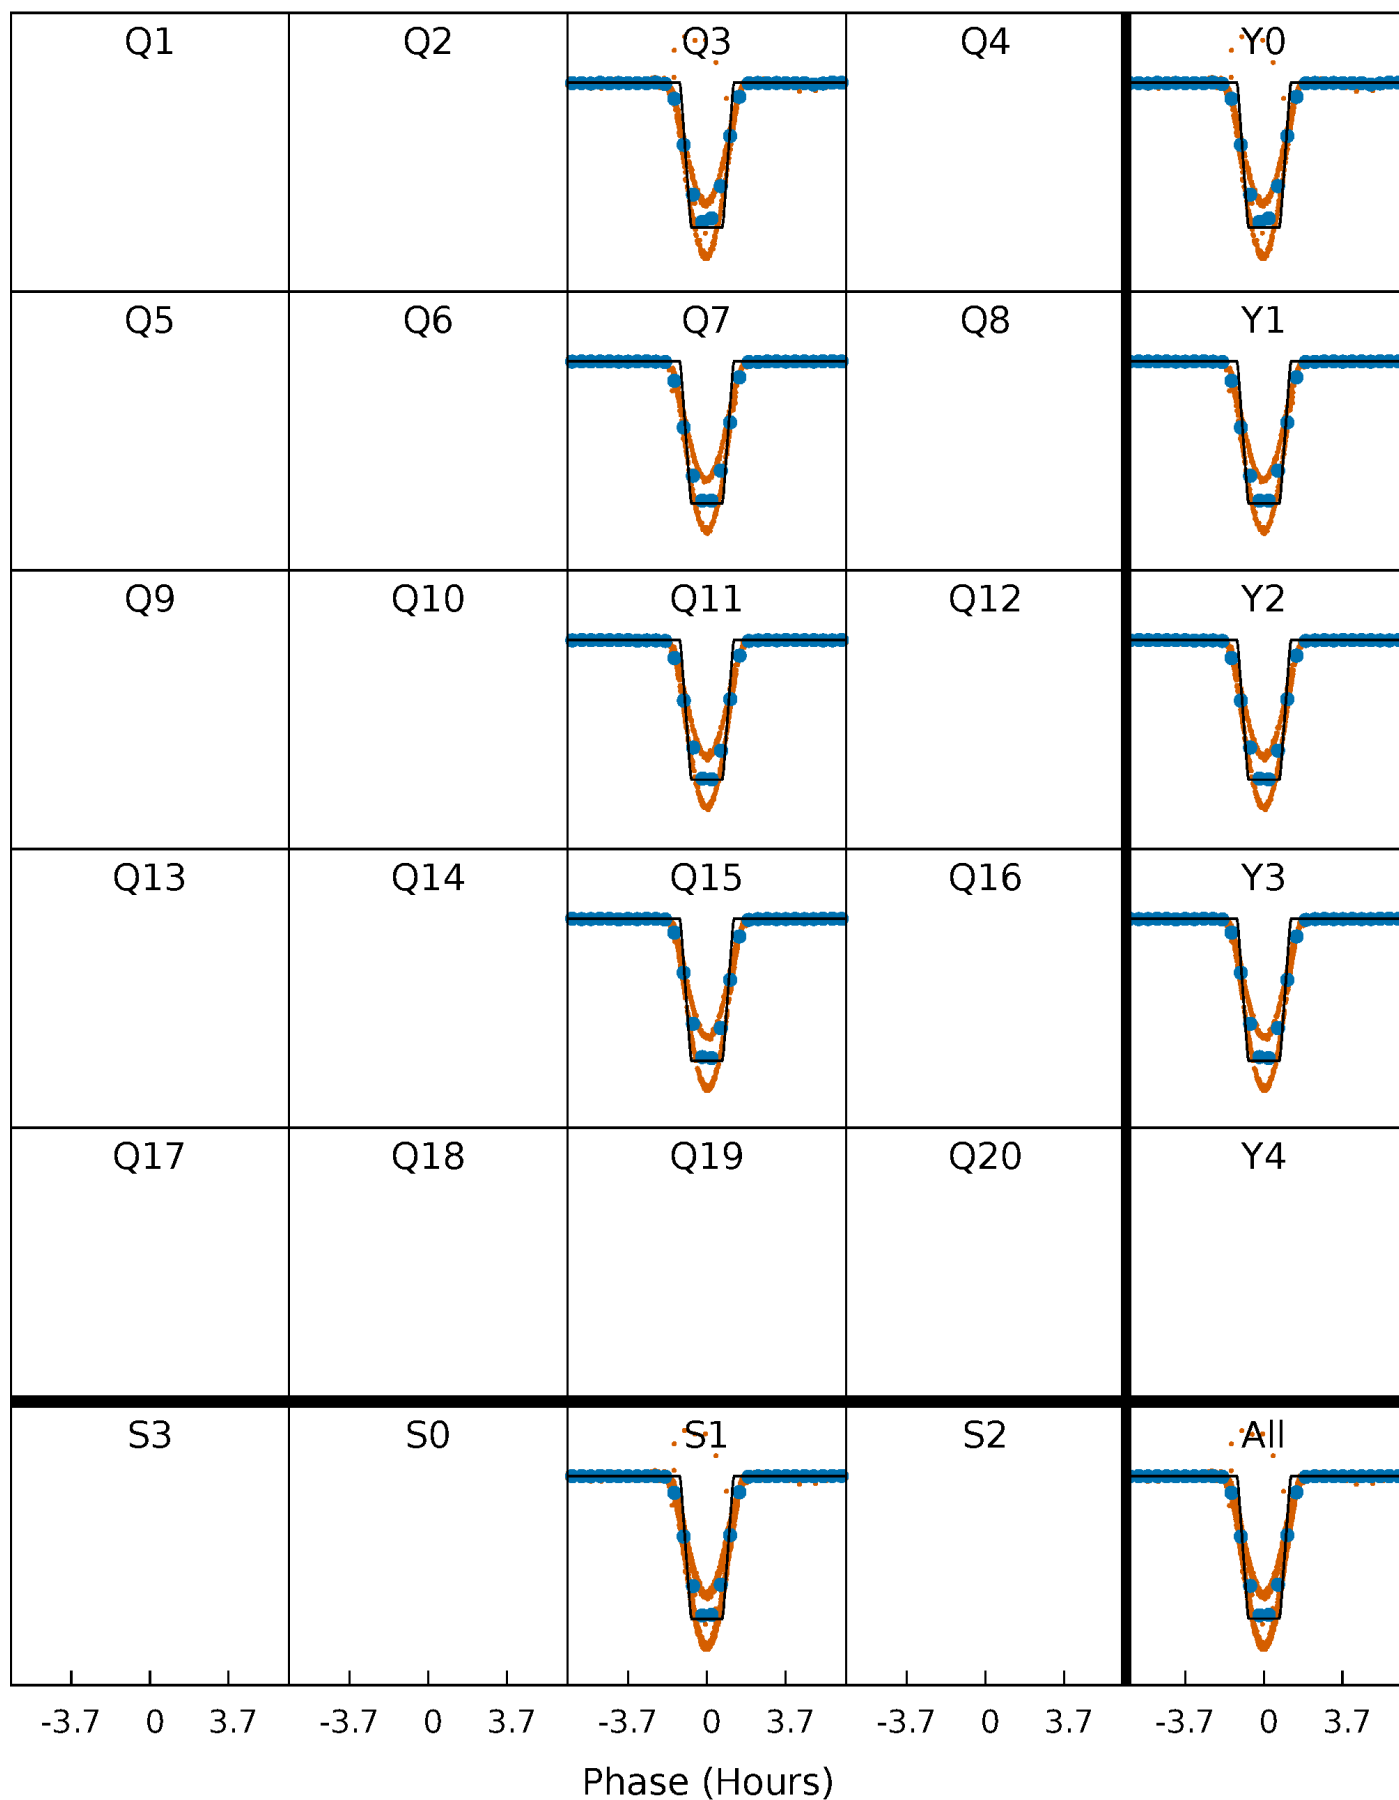 Q1 Q2 Q3 Q4 Y0
Q5 Q6 Q7 Q8 Y1
Q9 Q10 Q11 Q12 Y2
Q13 Q14 Q15 Q16 Y3
Q17 Q18 Q19 Q20 Y4
S3 S0 S1 S2 All
-3.7 0 3.7 -3.7 0 3.7 -3.7 0 3.7 -3.7 0 3.7 -3.7 0 3.7
Phase (Hours)